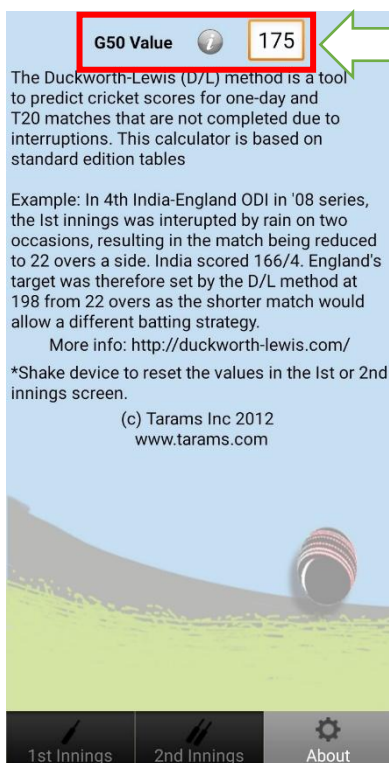 G50 Value i 175
The Duckworth-Lewis (D/L) method is a tool
to predict cricket scores for one-day and
T20 matches that are not completed due to
interruptions. This calculator is based on
standard edition tables
Example: In 4th India-England ODI in '08 series,
the Ist innings was interupted by rain on two
occasions, resulting in the match being reduced
to 22 overs a side. India scored 166/4. England's
target was therefore set by the D/L method at
198 from 22 overs as the shorter match would
allow a different batting strategy.
More info: http://duckworth-lewis.com/
*Shake device to reset the values in the Ist or 2nd
innings screen.
(c) Tarams Inc 2012
www.tarams.com
1st Innings 2nd Innings About